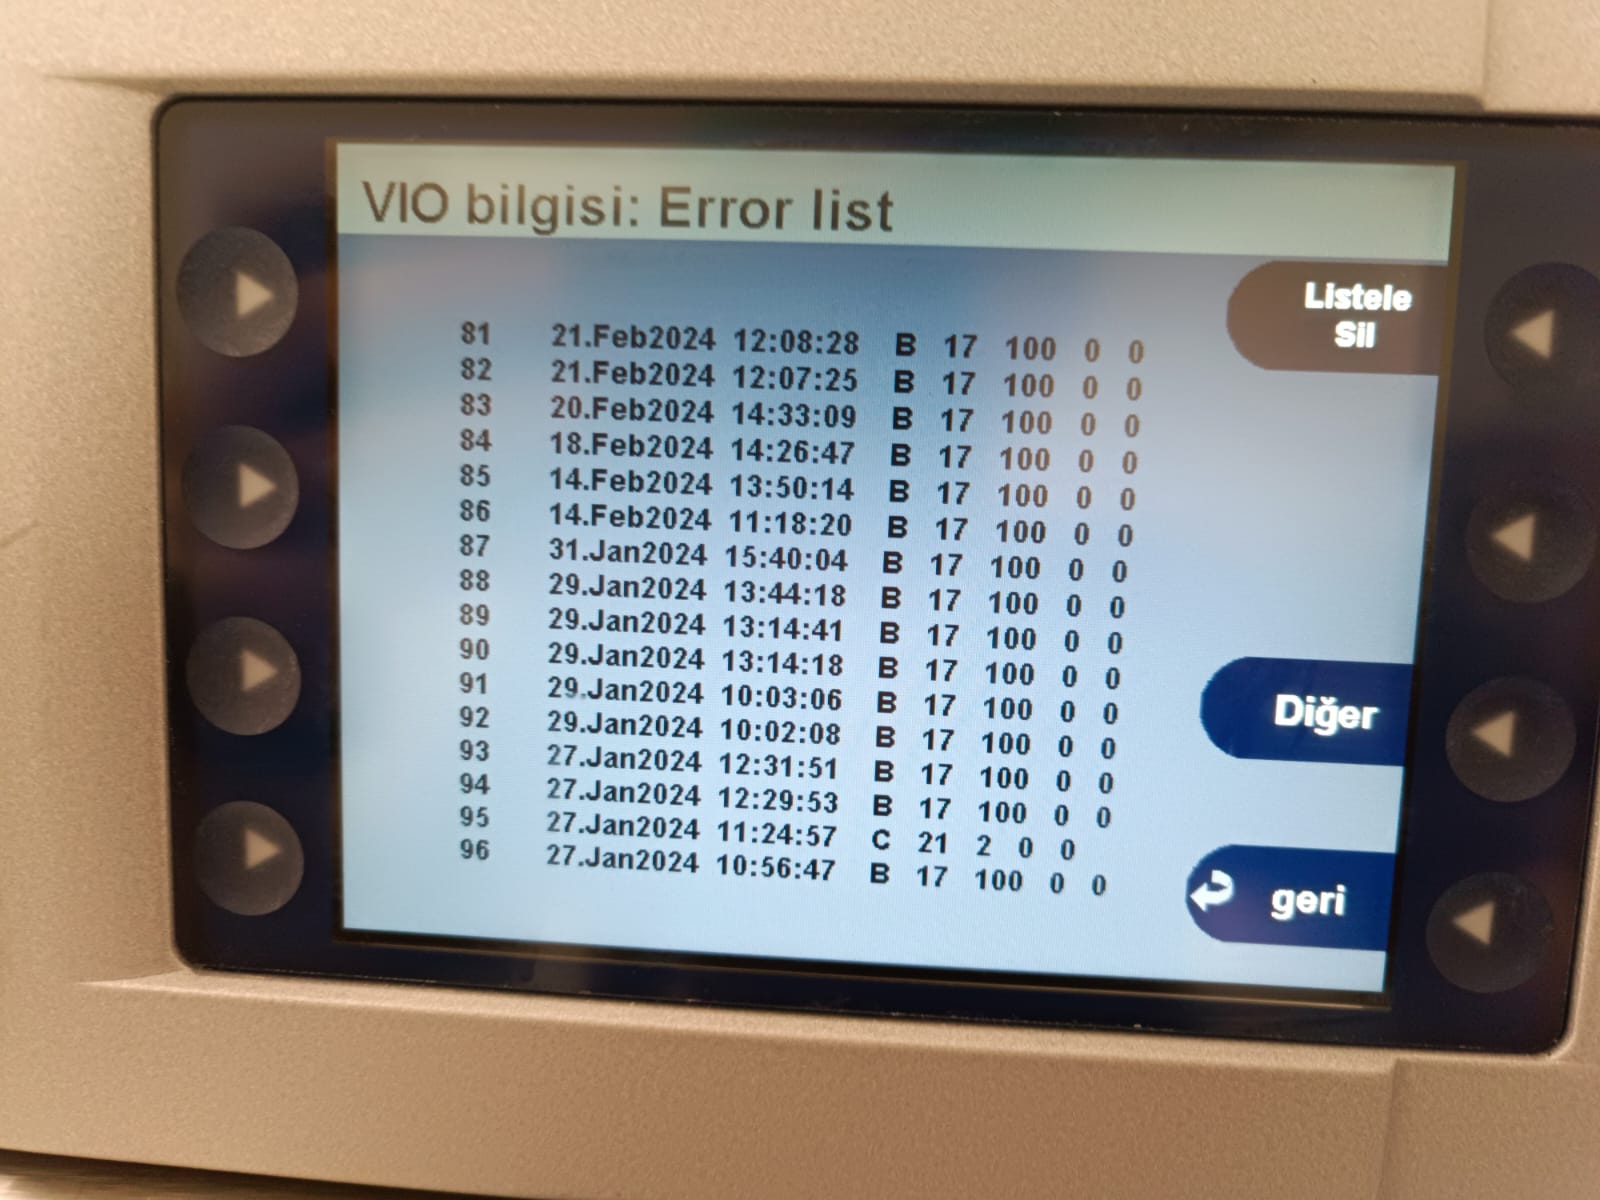 VIO bilgisi: Error list
Listele
Sil
81 21.Feb2024 12:08:28 B 17 100 0 0
82 21.Feb2024 12:07:25 B 17 100 0 0
83 20.Feb2024 14:33:09 B 17 100 0 0
84 18.Feb2024 14:26:47 B 17 100 0 0
85 14.Feb2024 13:50:14 B 17 100 0 0
86 14.Feb2024 11:18:20 B 17 100 0 0
87 31.Jan2024 15:40:04 B 17 100 0 0
88 29.Jan2024 13:44:18 B 17 100 0 0
89 29.Jan2024 13:14:41 B 17 100 0 0
90 29.Jan2024 13:14:18 B 17 100 0 0
91 29.Jan2024 10:03:06 B 17 100 0 0
92 29.Jan2024 10:02:08 B 17 100 0 0
93 27.Jan2024 12:31:51 B 17 100 0 0
94 27.Jan2024 12:29:53 B 17 100 0 0
95 27.Jan2024 11:24:57 C 21 2 0 0
96 27.Jan2024 10:56:47 B 17 100 0 0
Diğer
geri